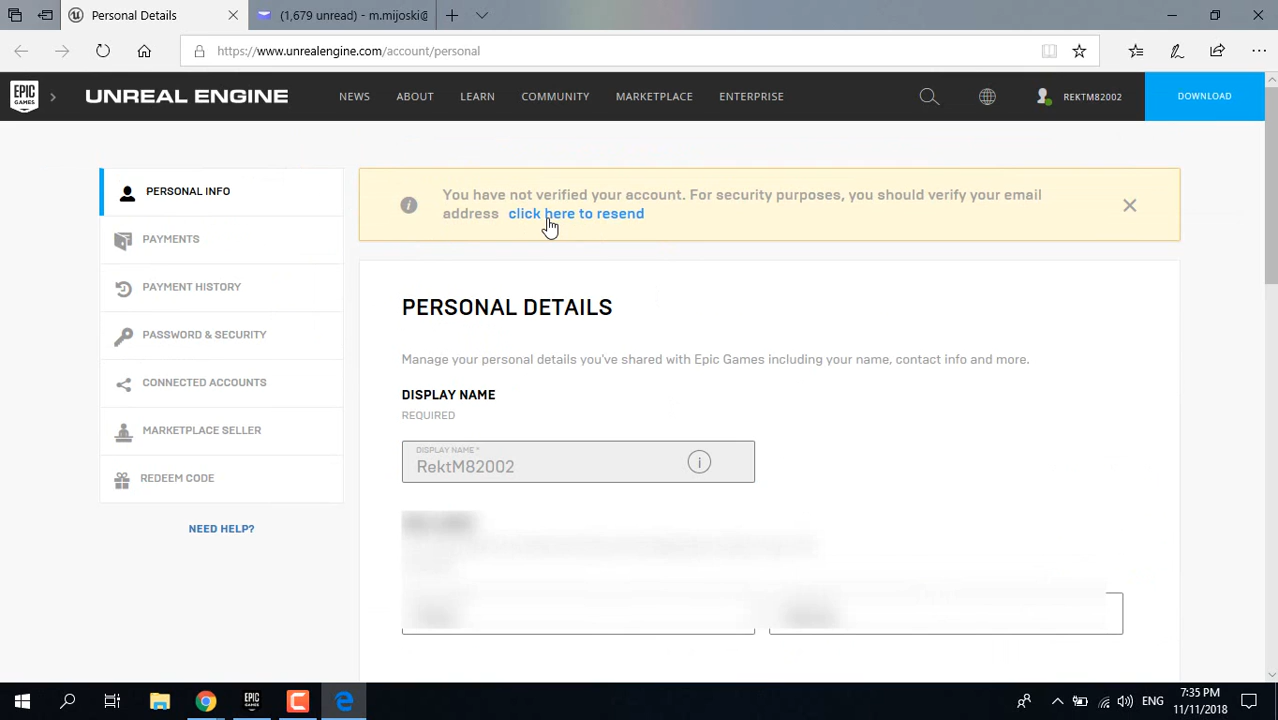 Personal Details
(1,679 unread) - m.mijoski@
https://www.unrealengine.com/account/personal
EPIC GAMES
UNREAL ENGINE
NEWS
ABOUT
LEARN
COMMUNITY
MARKETPLACE
ENTERPRISE
REKTM82002
DOWNLOAD
PERSONAL INFO
PAYMENTS
PAYMENT HISTORY
PASSWORD & SECURITY
CONNECTED ACCOUNTS
MARKETPLACE SELLER
REDEEM CODE
NEED HELP?
You have not verified your account. For security purposes, you should verify your email
address click here to resend
PERSONAL DETAILS
Manage your personal details you've shared with Epic Games including your name, contact info and more.
DISPLAY NAME
REQUIRED
DISPLAY NAME *
RektM82002
EPIC GAMES
ENG
7:35 PM
11/11/2018